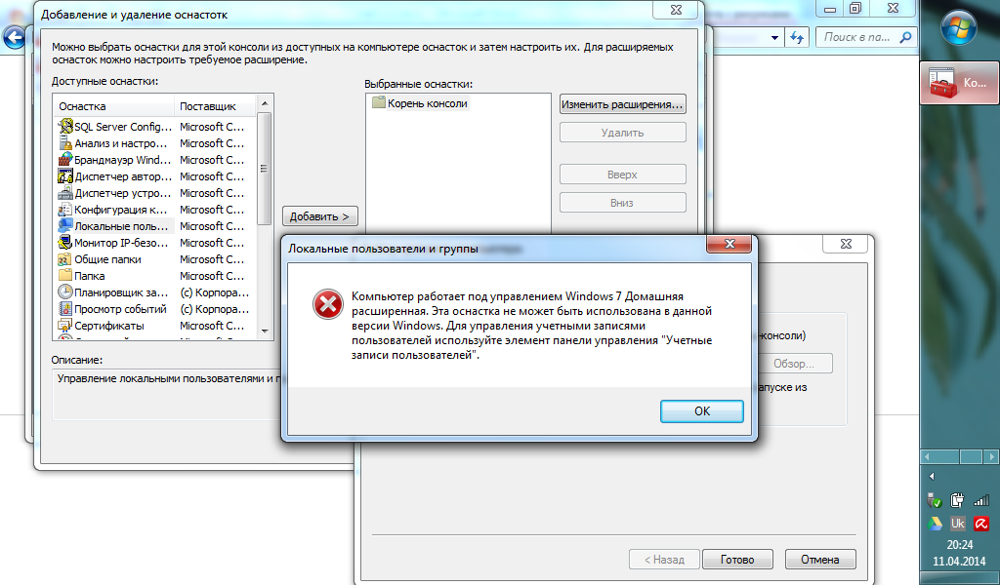 Добавление и удаление оснастотк
Можно выбрать оснастки для этой консоли из доступных на компьютере оснасток и затем настроить их. Для расширяемых
оснасток можно настроить требуемое расширение.
Доступные оснастки:
Оснастка Поставщик
SQL Server Config... Microsoft C...
Анализ и настро... Microsoft C...
Брандмауэр Wind... Microsoft C...
Диспетчер автор... Microsoft C...
Диспетчер устро... Microsoft C...
Конфигурация к... Microsoft C...
Локальные поль... Microsoft C...
Монитор IP-безо... Microsoft C...
Общие папки Microsoft C...
Папка Microsoft C...
Планировщик за... (c) Корпора...
Просмотр событий (c) Корпора...
Сертификаты Microsoft C...
Добавить >
Выбранные оснастки:
Корень консоли
Изменить расширения...
Удалить
Вверх
Вниз
Описание:
Управление локальными пользователями и г
Локальные пользователи и группы
Компьютер работает под управлением Windows 7 Домашняя
расширенная. Эта оснастка не может быть использована в данной
версии Windows. Для управления учетными записями
пользователей используйте элемент панели управления "Учетные
записи пользователей".
OK
консоли)
Обзор...
апуске из
< Назад
Готово
Отмена
Поиск в па...
Ко...
Uk
20:24
11.04.2014